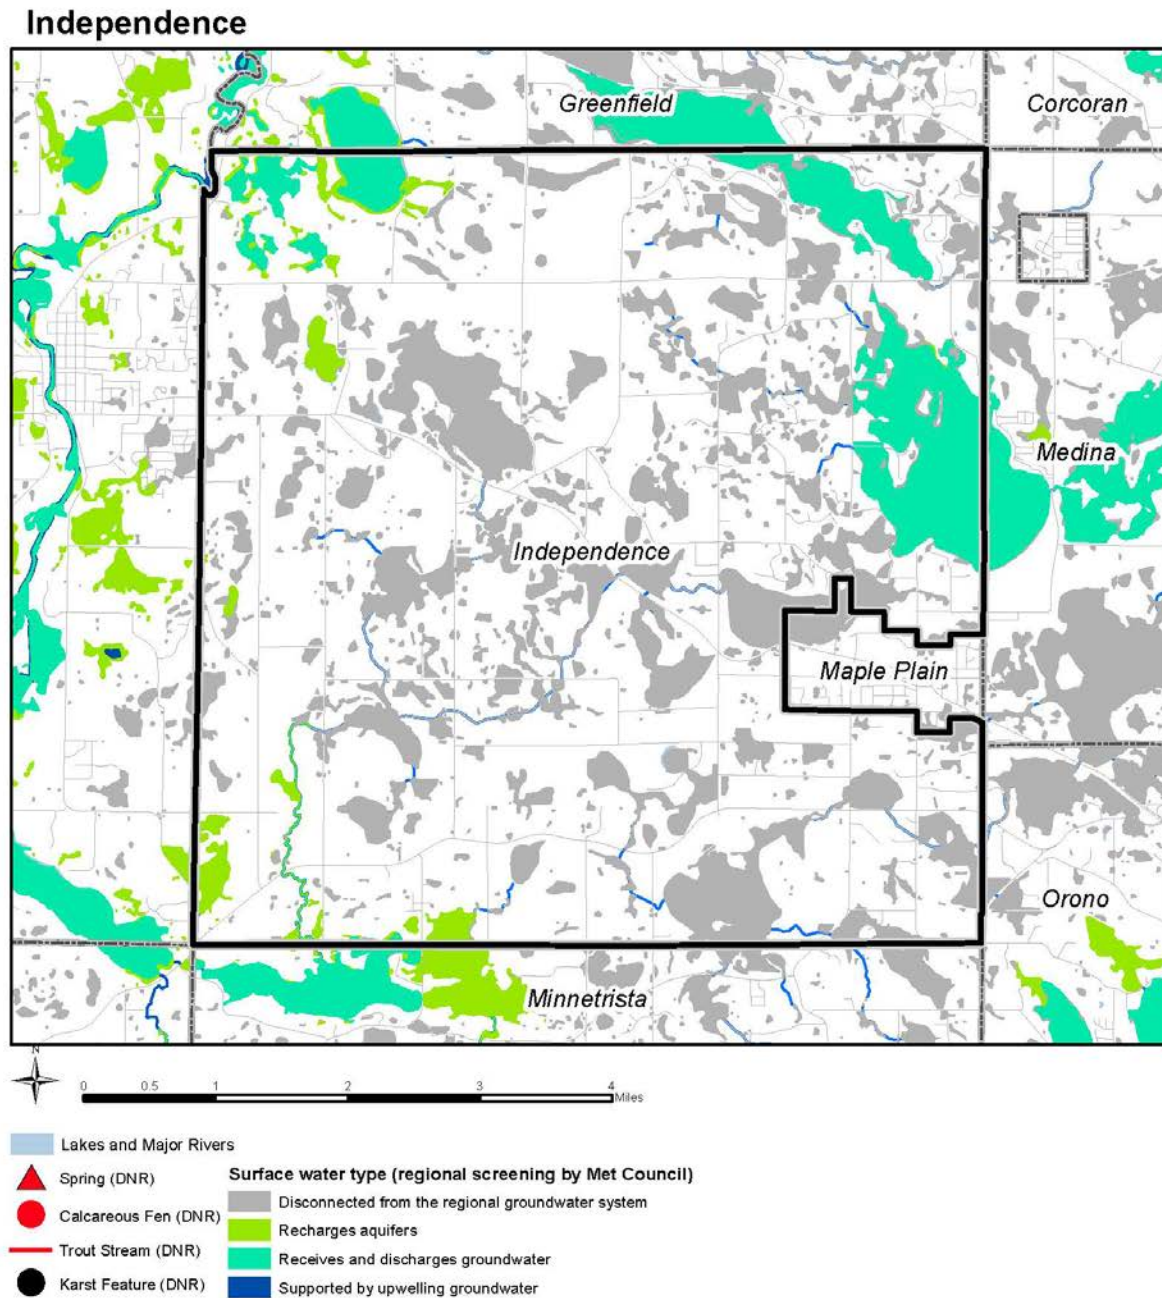 Independence
Greenfield
Corcoran
Medina
Independence
Maple Plain
Orono
Minnetrista
N
0 0.5 1 2 3 4
Miles
Lakes and Major Rivers
Spring (DNR)
Calcareous Fen (DNR)
Trout Stream (DNR)
Karst Feature (DNR)
Surface water type (regional screening by Met Council)
Disconnected from the regional groundwater system
Recharges aquifers
Receives and discharges groundwater
Supported by upwelling groundwater